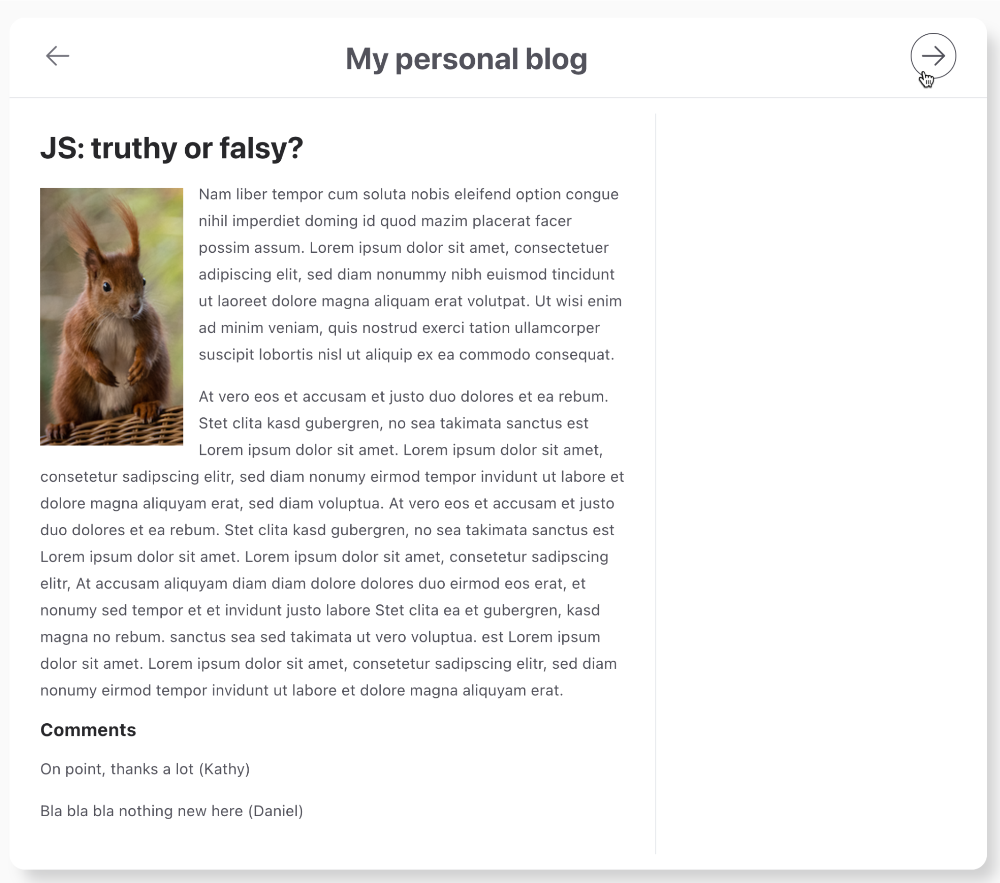 My personal blog
JS: truthy or falsy?
Nam liber tempor cum soluta nobis eleifend option congue
nihil imperdiet doming id quod mazim placerat facer
possim assum. Lorem ipsum dolor sit amet, consectetuer
adipiscing elit, sed diam nonummy nibh euismod tincidunt
ut laoreet dolore magna aliquam erat volutpat. Ut wisi enim
ad minim veniam, quis nostrud exerci tation ullamcorper
suscipit lobortis nisl ut aliquip ex ea commodo consequat.
At vero eos et accusam et justo duo dolores et ea rebum.
Stet clita kasd gubergren, no sea takimata sanctus est
Lorem ipsum dolor sit amet. Lorem ipsum dolor sit amet,
consetetur sadipscing elitr, sed diam nonumy eirmod tempor invidunt ut labore et
dolore magna aliquyam erat, sed diam voluptua. At vero eos et accusam et justo
duo dolores et ea rebum. Stet clita kasd gubergren, no sea takimata sanctus est
Lorem ipsum dolor sit amet. Lorem ipsum dolor sit amet, consetetur sadipscing
elitr, At accusam aliquyam diam diam dolore dolores duo eirmod eos erat, et
nonumy sed tempor et et invidunt justo labore Stet clita ea et gubergren, kasd
magna no rebum. sanctus sea sed takimata ut vero voluptua. est Lorem ipsum
dolor sit amet. Lorem ipsum dolor sit amet, consetetur sadipscing elitr, sed diam
nonumy eirmod tempor invidunt ut labore et dolore magna aliquyam erat.
Comments
On point, thanks a lot (Kathy)
Bla bla bla nothing new here (Daniel)